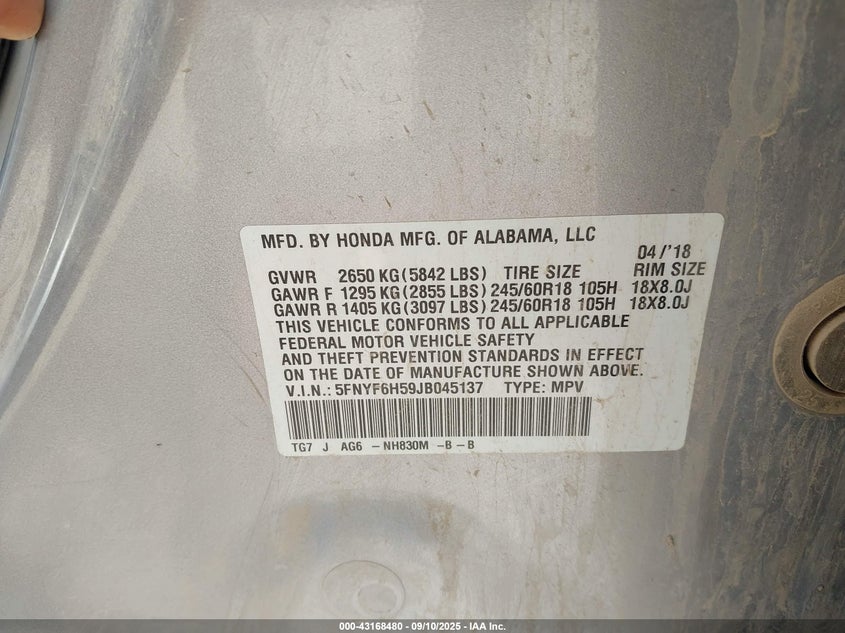 MFD. BY HONDA MFG. OF ALABAMA, LLC 04/'18
GVWR 2650 KG(5842 LBS) TIRE SIZE RIM SIZE
GAWR F 1295 KG(2855 LBS)245/60R18 105H 18X8.0J
GAWR R 1405 KG(3097 LBS)245/60R18 105H 18X8.0J
THIS VEHICLE CONFORMS TO ALL APPLICABLE
FEDERAL MOTOR VEHICLE SAFETY
AND THEFT PREVENTION STANDARDS IN EFFECT
ON THE DATE OF MANUFACTURE SHOWN ABOVE.
V.I.N.: 5FNYF6H59JB045137 TYPE: MPV
TG7 J AG6 -NH830M -B-B
000-43168480 - 09/10/2025 - IAA Inc.